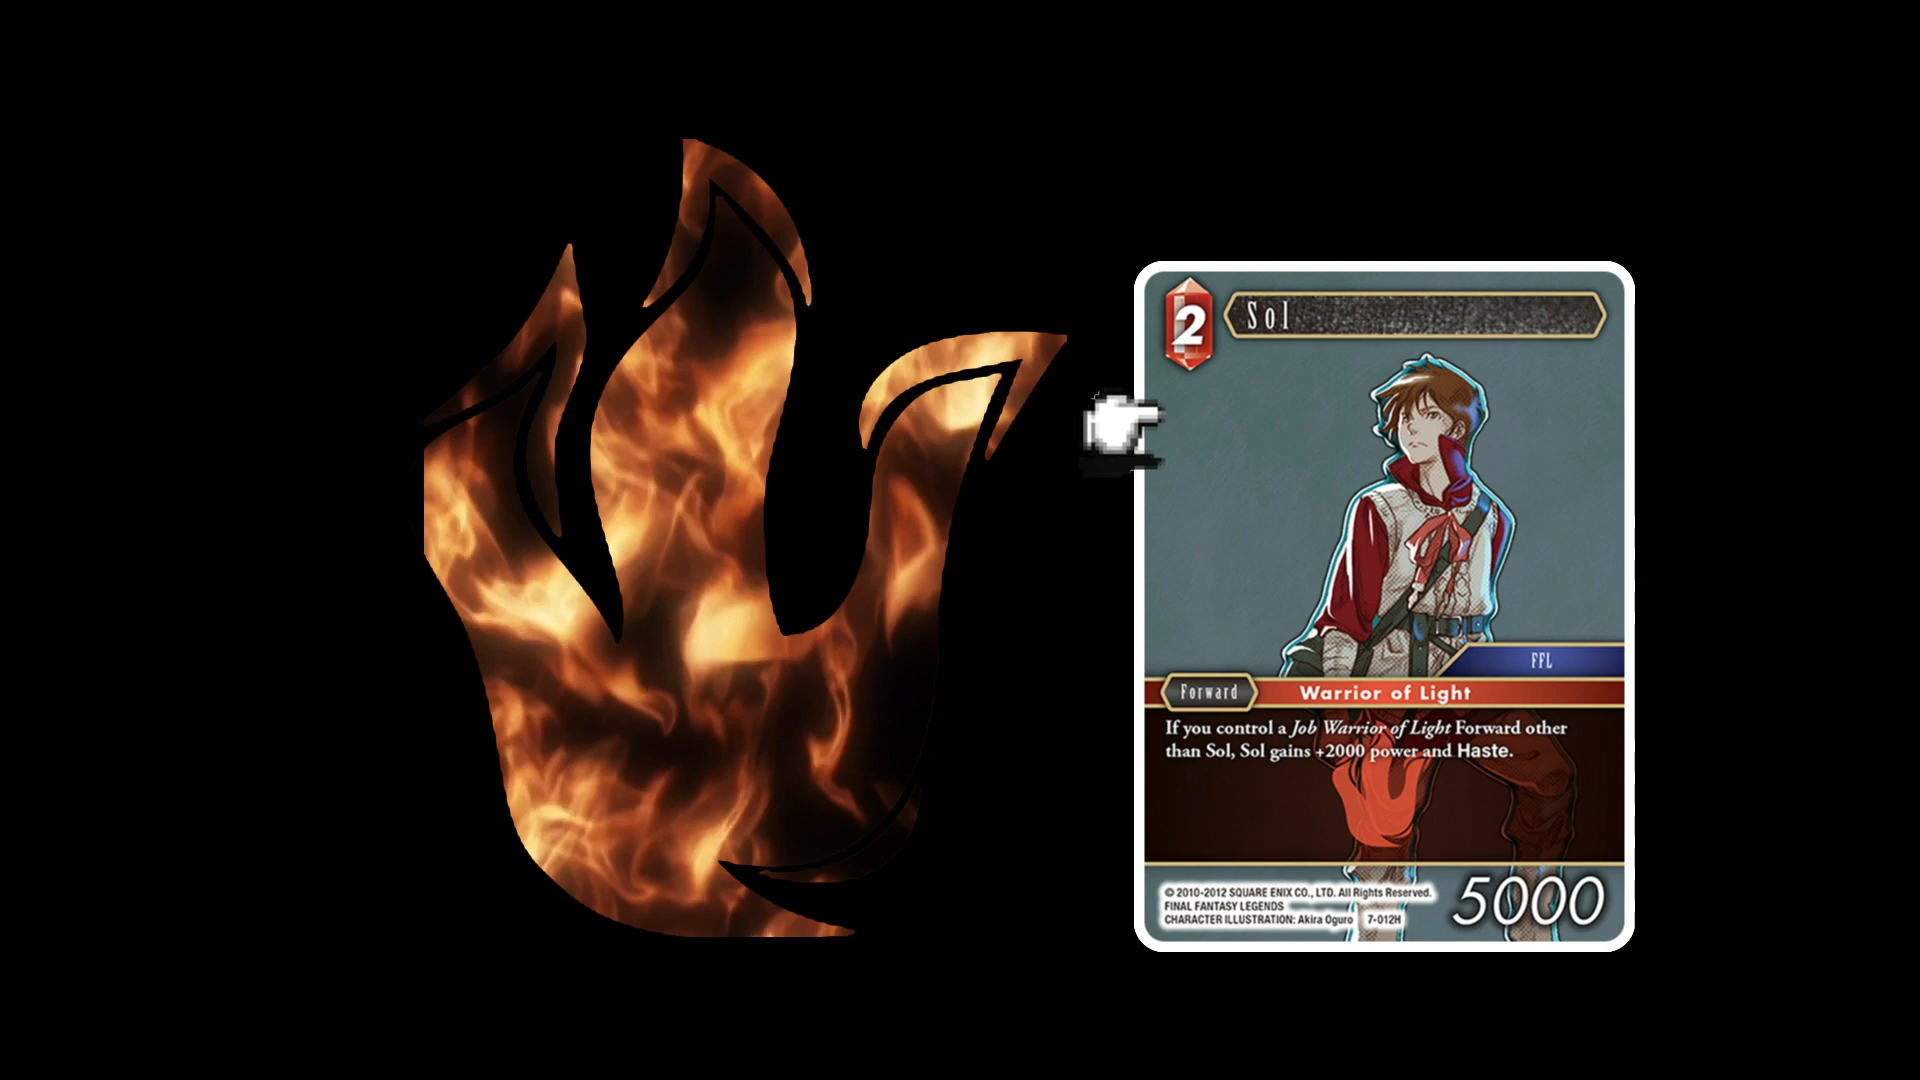 2
Sol
FFL
Forward
Warrior of Light
If you control a Job Warrior of Light Forward other
than Sol, Sol gains +2000 power and Haste.
© 2010-2012 SQUARE ENIX CO., LTD. All Rights Reserved.
FINAL FANTASY LEGENDS
CHARACTER ILLUSTRATION: Akira Oguro 7-012H
5000